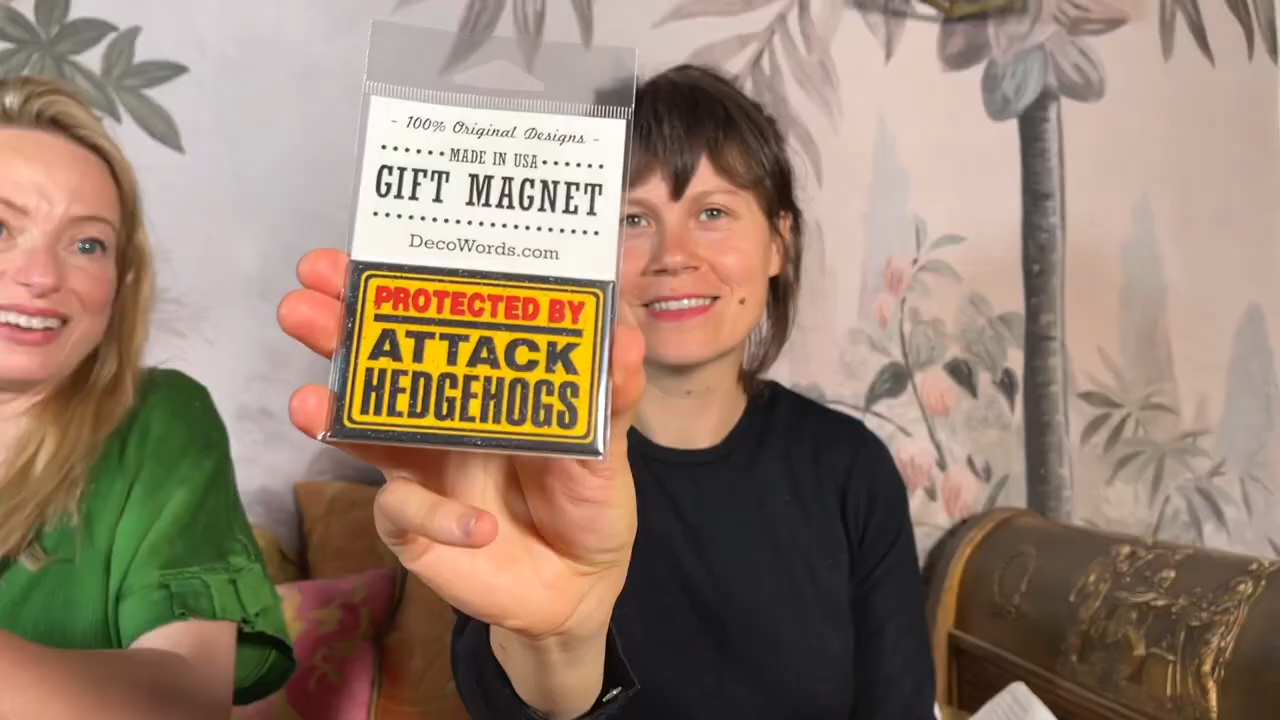 - 100% Original Designs -
MADE IN USA
GIFT MAGNET
DecoWords.com
PROTECTED BY
ATTACK
HEDGEHOGS